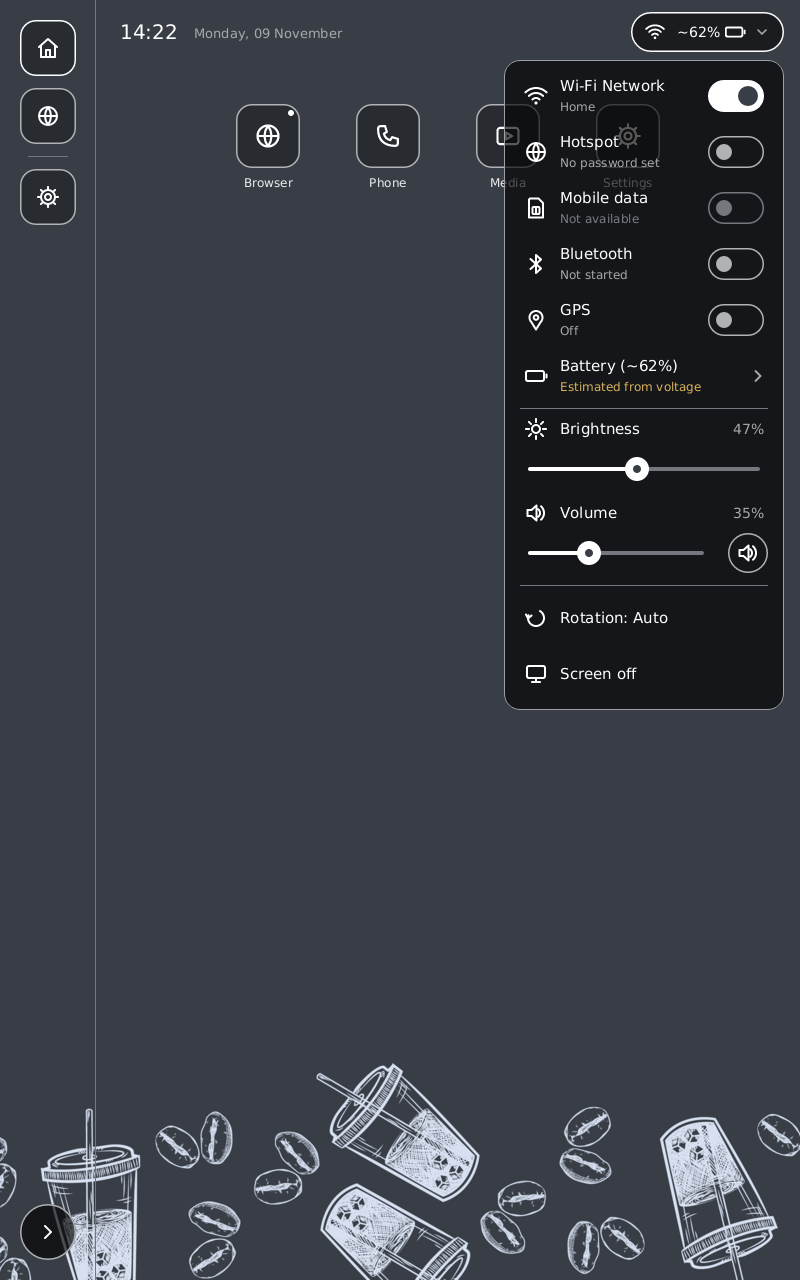 14:22 Monday, 09 November
~62%
Browser
Phone
Media
Settings
Wi-Fi Network
Home
Hotspot
No password set
Mobile data
Not available
Bluetooth
Not started
GPS
Off
Battery (~62%)
Estimated from voltage
Brightness 47%
Volume 35%
Rotation: Auto
Screen off